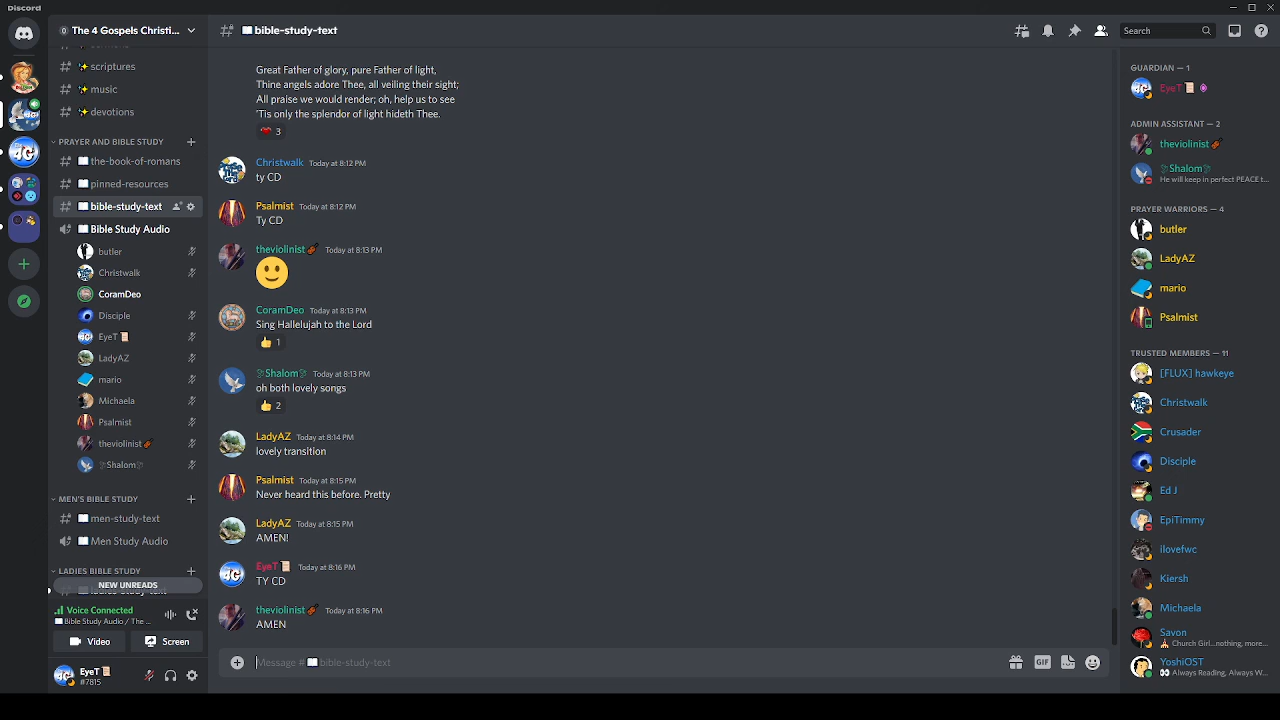 Discord
The 4 Gospels Christi...
scriptures
music
devotions
PRAYER AND BIBLE STUDY
the-book-of-romans
pinned-resources
bible-study-text
Bible Study Audio
butler
Christwalk
CoramDeo
Disciple
EyeT
LadyAZ
mario
Michaela
Psalmist
theviolinist
Shalom
MEN'S BIBLE STUDY
men-study-text
Men Study Audio
LADIES BIBLE STUDY
NEW UNREADS
Voice Connected
Bible Study Audio / The ...
Video
Screen
EyeT
#7815
bible-study-text
Search
Great Father of glory, pure Father of light,
Thine angels adore Thee, all veiling their sight;
All praise we would render; oh, help us to see
'Tis only the splendor of light hideth Thee.
3
Christwalk Today at 8:12 PM
ty CD
Psalmist Today at 8:12 PM
Ty CD
theviolinist Today at 8:13 PM
CoramDeo Today at 8:13 PM
Sing Hallelujah to the Lord
1
Shalom Today at 8:13 PM
oh both lovely songs
2
LadyAZ Today at 8:14 PM
lovely transition
Psalmist Today at 8:15 PM
Never heard this before. Pretty
LadyAZ Today at 8:15 PM
AMEN!
EyeT Today at 8:16 PM
TY CD
theviolinist Today at 8:16 PM
AMEN
Message # bible-study-text
GIF
GUARDIAN — 1
EyeT
ADMIN ASSISTANT — 2
theviolinist
Shalom
He will keep in perfect PEACE t...
PRAYER WARRIORS — 4
butler
LadyAZ
mario
Psalmist
TRUSTED MEMBERS — 11
[FLUX] hawkeye
Christwalk
Crusader
Disciple
Ed J
EpiTimmy
ilovefwc
Kiersh
Michaela
Savon
Church Girl...nothing, more...
YoshiOST
Always Reading, Always W...